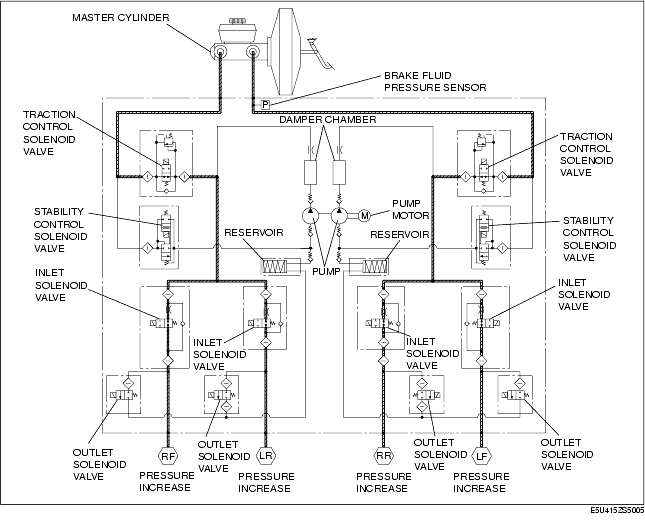 MASTER CYLINDER
BRAKE FLUID
PRESSURE SENSOR
P
DAMPER CHAMBER
TRACTION
CONTROL
SOLENOID
VALVE
TRACTION
CONTROL
SOLENOID
VALVE
STABILITY
CONTROL
SOLENOID
VALVE
M
PUMP
MOTOR
STABILITY
CONTROL
SOLENOID
VALVE
RESERVOIR
RESERVOIR
PUMP
INLET
SOLENOID
VALVE
INLET
SOLENOID
VALVE
INLET
SOLENOID
VALVE
INLET
SOLENOID
VALVE
OUTLET
SOLENOID
VALVE
OUTLET
SOLENOID
VALVE
OUTLET
SOLENOID
VALVE
OUTLET
SOLENOID
VALVE
RF
LR
RR
LF
PRESSURE
INCREASE
PRESSURE
INCREASE
PRESSURE
INCREASE
PRESSURE
INCREASE
E5U415ZS5005